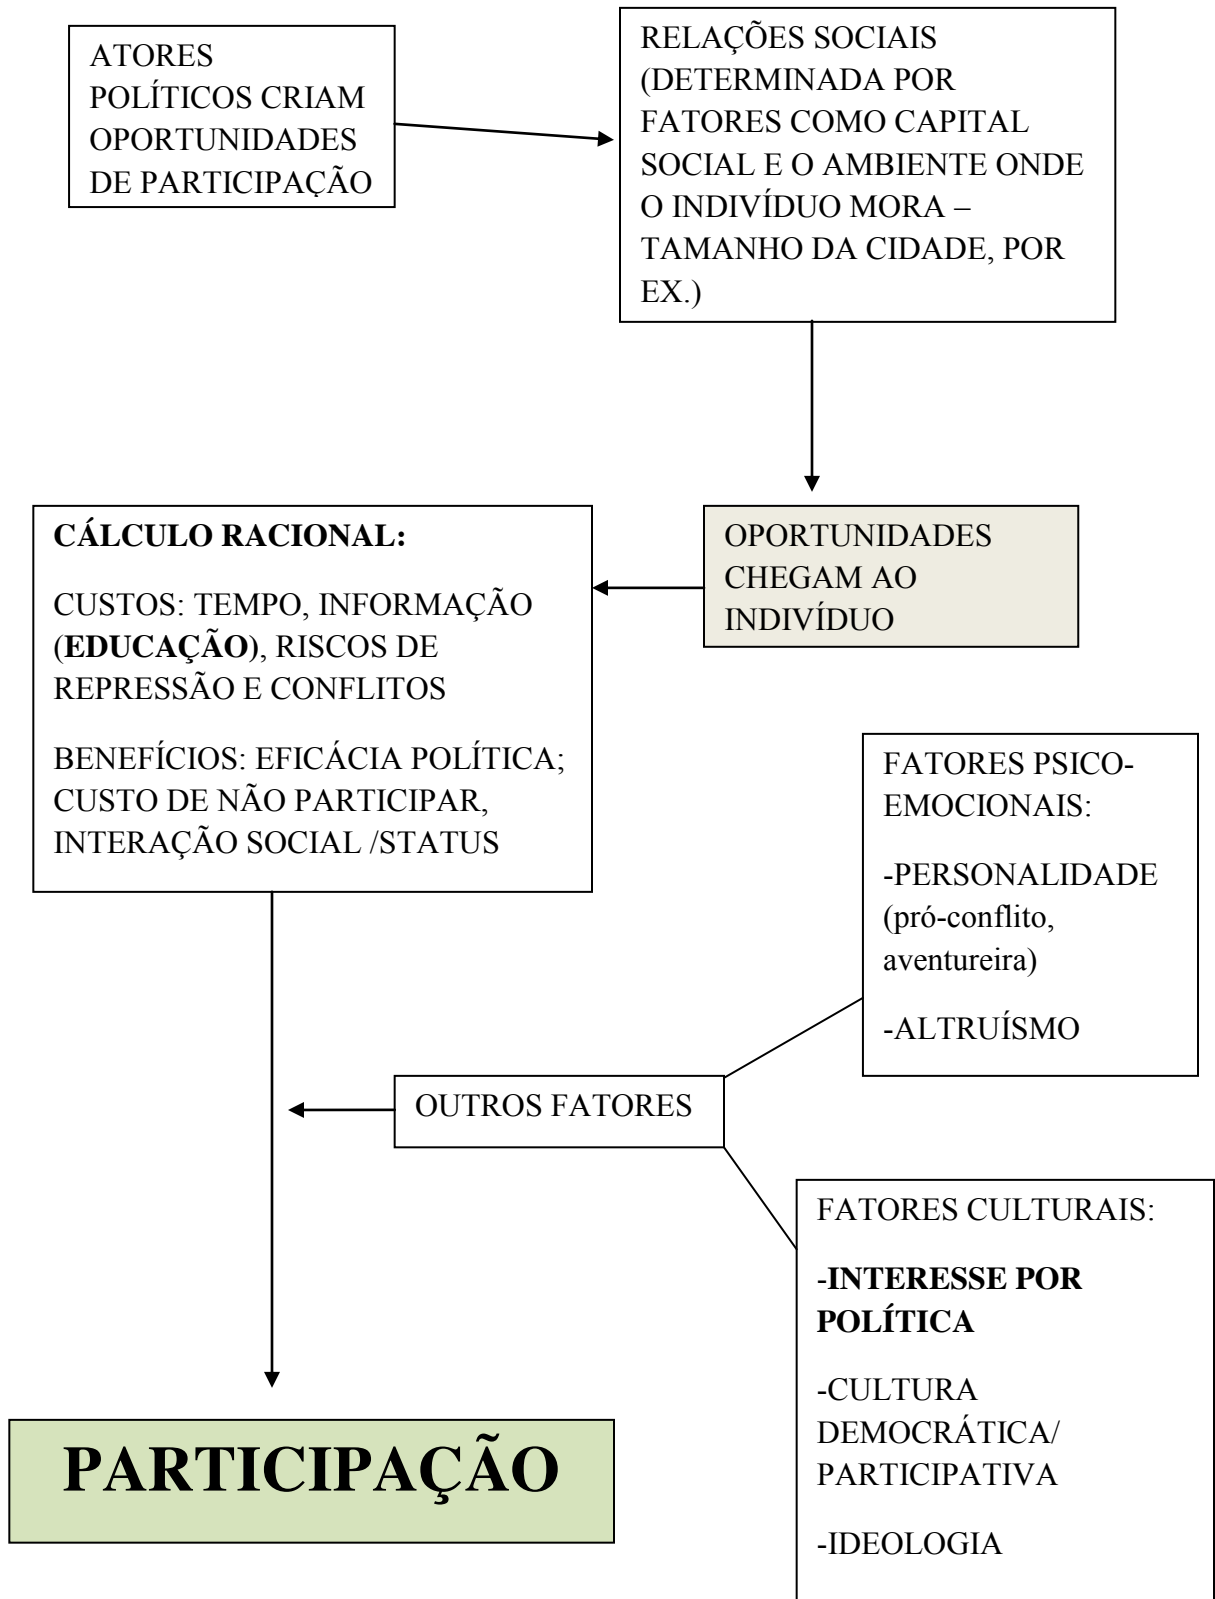 ATORES
POLÍTICOS CRIAM
OPORTUNIDADES
DE PARTICIPAÇÃO
RELAÇÕES SOCIAIS
(DETERMINADA POR
FATORES COMO CAPITAL
SOCIAL E O AMBIENTE ONDE
O INDIVÍDUO MORA –
TAMANHO DA CIDADE, POR
EX.)
OPORTUNIDADES
CHEGAM AO
INDIVÍDUO
CÁLCULO RACIONAL:
CUSTOS: TEMPO, INFORMAÇÃO
(EDUCAÇÃO), RISCOS DE
REPRESSÃO E CONFLITOS
BENEFÍCIOS: EFICÁCIA POLÍTICA;
CUSTO DE NÃO PARTICIPAR,
INTERAÇÃO SOCIAL /STATUS
FATORES PSICO-
EMOCIONAIS:
-PERSONALIDADE
(pró-conflito,
aventureira)
-ALTRUÍSMO
OUTROS FATORES
FATORES CULTURAIS:
-INTERESSE POR
POLÍTICA
-CULTURA
DEMOCRÁTICA/
PARTICIPATIVA
-IDEOLOGIA
PARTICIPAÇÃO